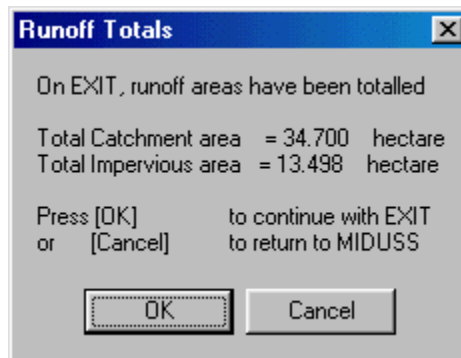 Runoff Totals
On EXIT, runoff areas have been totalled
Total Catchment area = 34.700 hectare
Total Impervious area = 13.498 hectare
Press [OK] to continue with EXIT
or [Cancel] to return to MIDUSS
OK Cancel